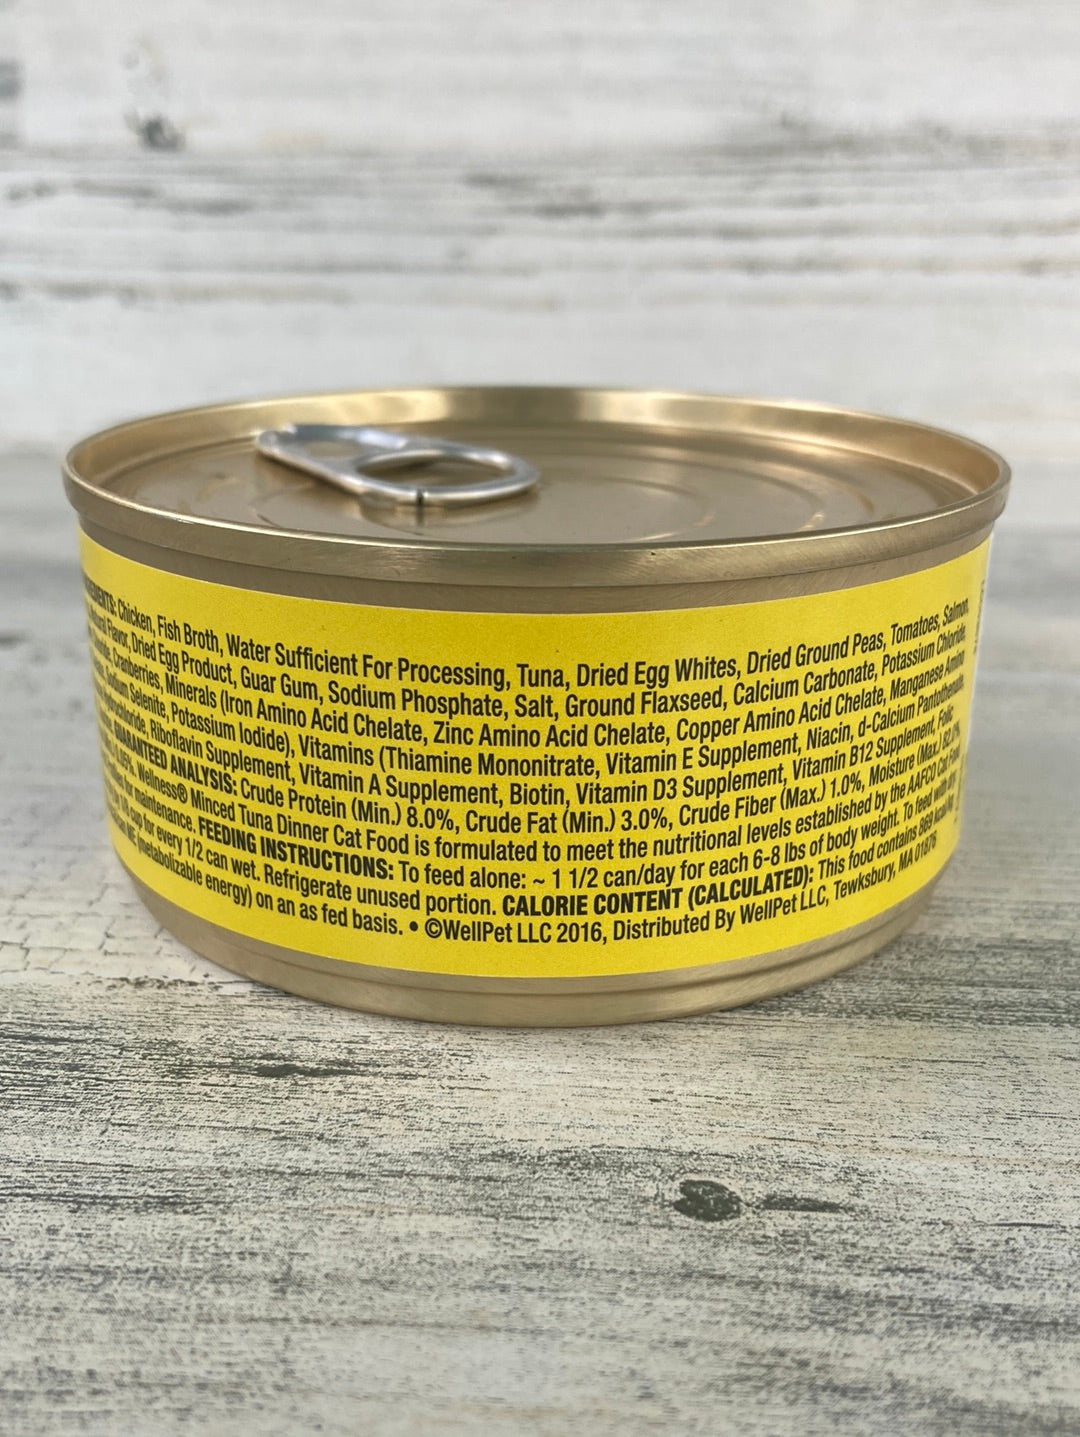 Chicken, Fish Broth, Water Sufficient For Processing, Tuna, Dried Egg Whites, Dried Ground Peas, Tomatoes, Salmon,
Flavor, Dried Egg Product, Guar Gum, Sodium Phosphate, Salt, Ground Flaxseed, Calcium Carbonate, Potassium Chloride,
Cranberries, Minerals (Iron Amino Acid Chelate, Zinc Amino Acid Chelate, Copper Amino Acid Chelate, Manganese Amino
Sodium Selenite, Potassium Iodide), Vitamins (Thiamine Mononitrate, Vitamin E Supplement, Niacin, d-Calcium Pantothenate,
Riboflavin Supplement, Vitamin A Supplement, Biotin, Vitamin D3 Supplement, Vitamin B12 Supplement, Folic
GUARANTEED ANALYSIS: Crude Protein (Min.) 8.0%, Crude Fat (Min.) 3.0%, Crude Fiber (Max.) 1.0%, Moisture (Max.)
Wellness® Minced Tuna Dinner Cat Food is formulated to meet the nutritional levels established by the AAFCO Cat Food
for maintenance. FEEDING INSTRUCTIONS: To feed alone: ~ 1 1/2 can/day for each 6-8 lbs of body weight. To feed with
cup for every 1/2 can wet. Refrigerate unused portion. CALORIE CONTENT (CALCULATED): This food contains
metabolizable energy) on an as fed basis. • ©WellPet LLC 2016, Distributed By WellPet LLC, Tewksbury, MA 01876